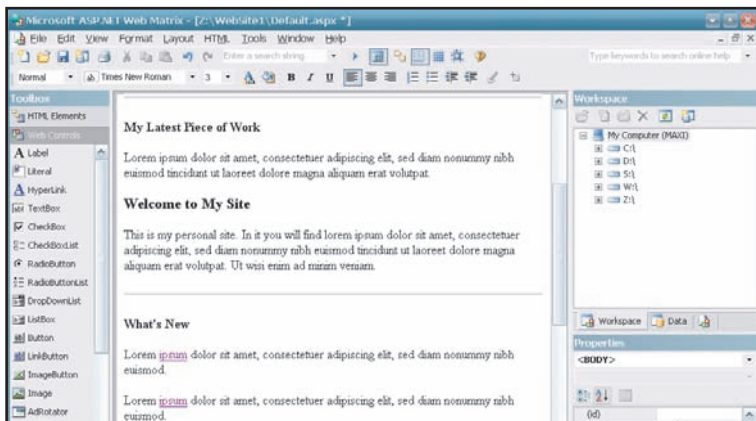 Microsoft ASP.NET Web Matrix - [Z:\WebSite1\Default.aspx *]
File Edit View Format Layout HTML Tools Window Help
Enter a search string
Type keywords to search online help
Normal Times New Roman 3 B I U
Toolbox
HTML Elements
Web Controls
Label
Literal
HyperLink
TextBox
CheckBox
CheckBoxList
RadioButton
RadioButtonList
DropDownList
ListBox
Button
LinkButton
ImageButton
Image
AdRotator
My Latest Piece of Work
Lorem ipsum dolor sit amet, consectetuer adipiscing elit, sed diam nonummy nibh
euismod tincidunt ut laoreet dolore magna aliquam erat volutpat.
Welcome to My Site
This is my personal site. In it you will find lorem ipsum dolor sit amet, consectetuer
adipiscing elit, sed diam nonummy nibh euismod tincidunt ut laoreet dolore magna
aliquam erat volutpat. Ut wisi enim ad minim veniam.
What's New
Lorem ipsum dolor sit amet, consectetuer adipiscing elit, sed diam nonummy nibh
euismod.
Lorem ipsum dolor sit amet, consectetuer adipiscing elit, sed diam nonummy nibh
euismod.
Workspace
My Computer (MAXI)
C:\
D:\
S:\
W:\
Z:\
Workspace Data
Properties
<BODY>
(id)